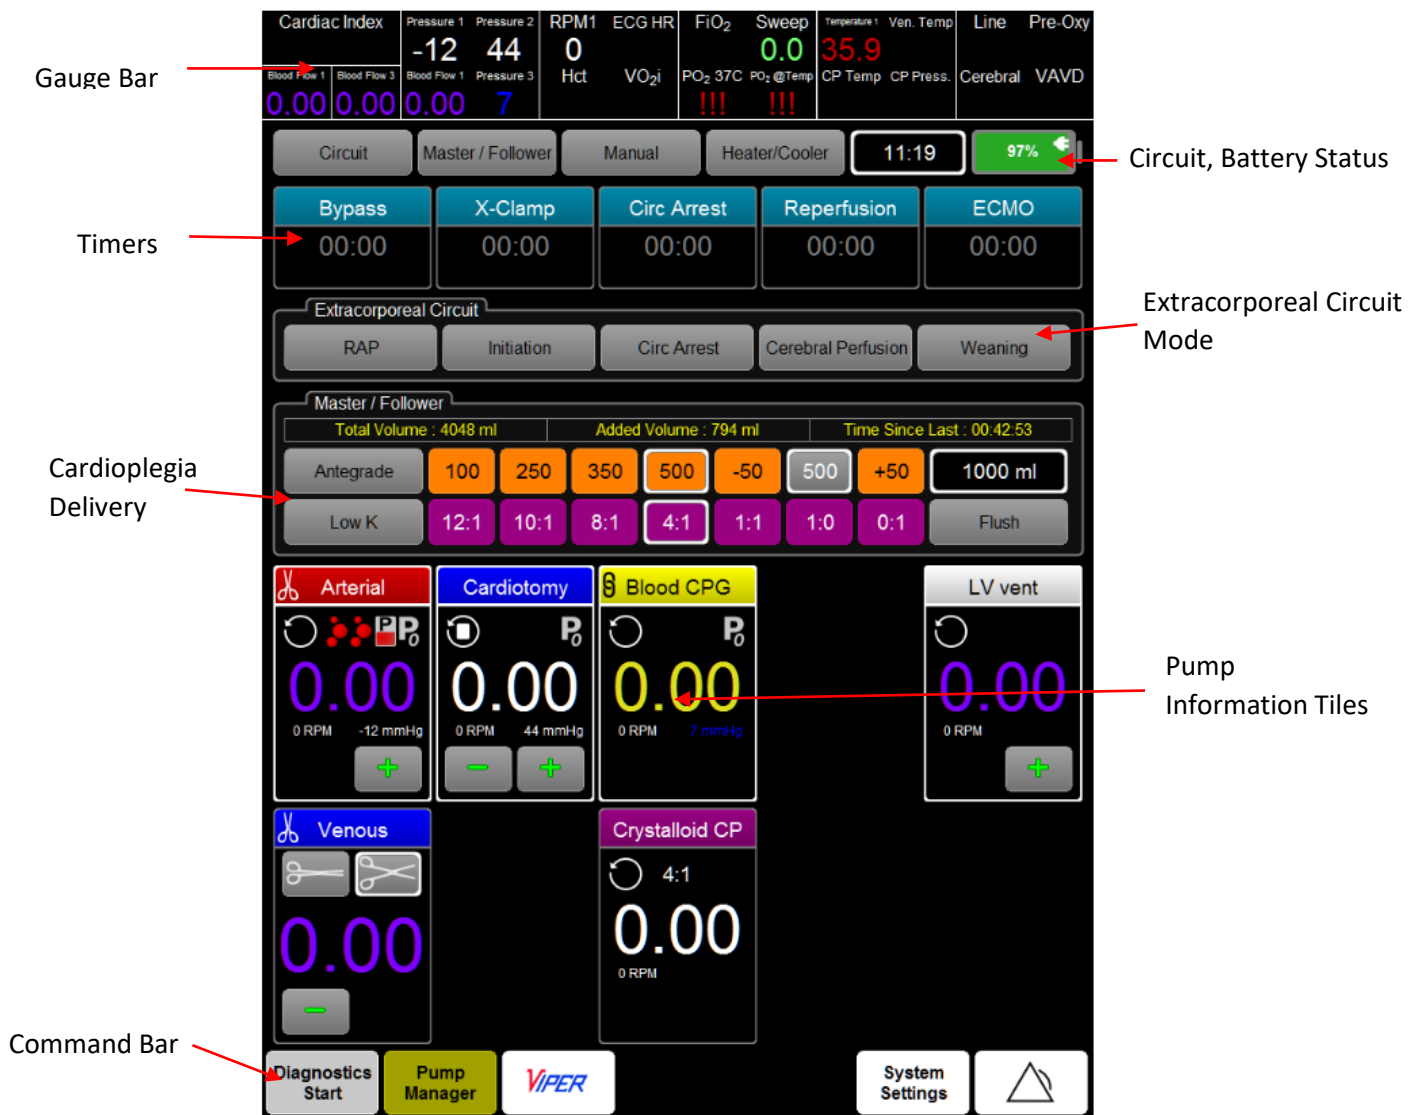 Cardiac Index Pressure 1 Pressure 2 RPM1 ECG HR FiO₂ Sweep Temperature 1 Ven. Temp Line Pre-Oxy
-12 44 0 0.0 35.9
Gauge Bar
Blood Flow 1 Blood Flow 3 Blood Flow 1 Pressure 3 Hct VO₂i PO₂ 37C PO₂ @Temp CP Temp CP Press. Cerebral VAVD
0.00 0.00 0.00 7 !!! !!!
Circuit Master / Follower Manual Heater/Cooler 11:19 97%
Circuit, Battery Status
Bypass X-Clamp Circ Arrest Reperfusion ECMO
Timers
00:00 00:00 00:00 00:00 00:00
Extracorporeal Circuit
Extracorporeal Circuit
Mode
RAP Initiation Circ Arrest Cerebral Perfusion Weaning
Master / Follower
Total Volume : 4048 ml Added Volume : 794 ml Time Since Last : 00:42:53
Cardioplegia
Delivery
Antegrade 100 250 350 500 -50 500 +50 1000 ml
Low K 12:1 10:1 8:1 4:1 1:1 1:0 0:1 Flush
Arterial Cardiotomy 8 Blood CPG LV vent
P P₀ P₀ P₀
0.00 0.00 0.00 0.00
Pump
Information Tiles
0 RPM -12 mmHg 0 RPM 44 mmHg 0 RPM 7 mmHg 0 RPM
+ - + +
Venous Crystalloid CP
4:1
0.00 0.00
0 RPM
-
Command Bar
Diagnostics
Start
Pump
Manager
VIPER
System
Settings